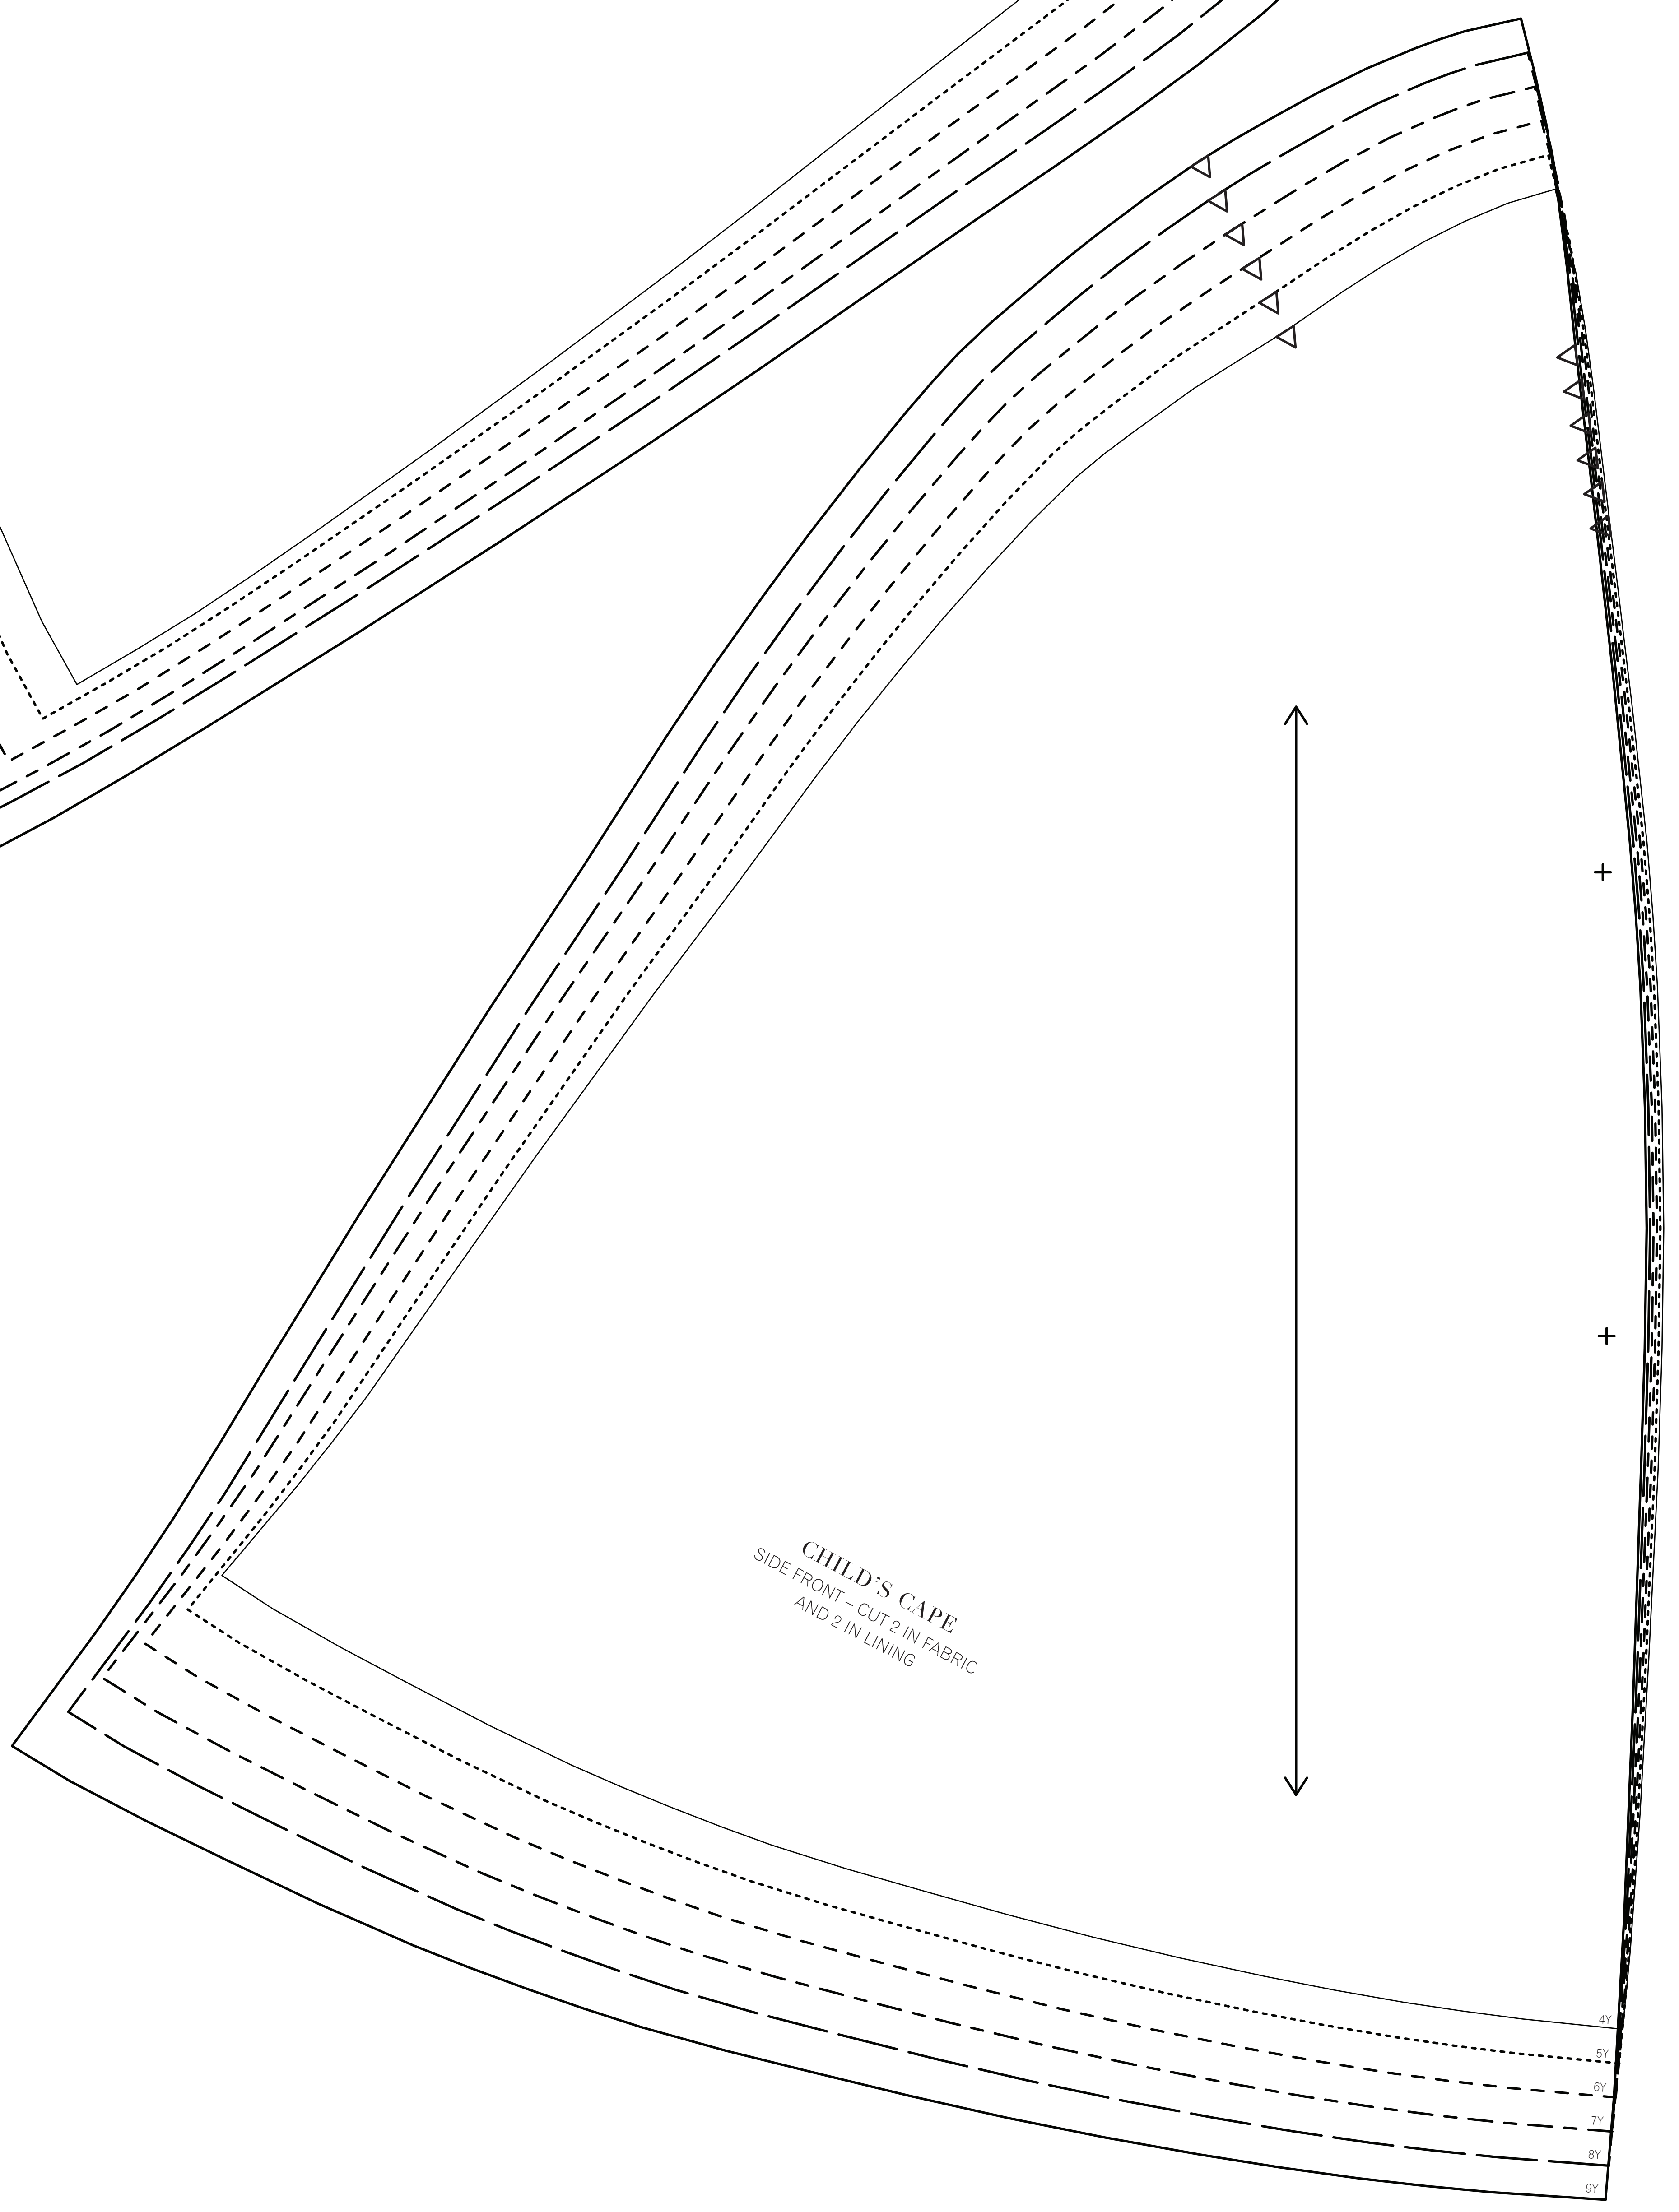 CHILD’S CAPE
SIDE FRONT – CUT 2 IN FABRIC
AND 2 IN LINING
4Y
5Y
6Y
7Y
8Y
9Y